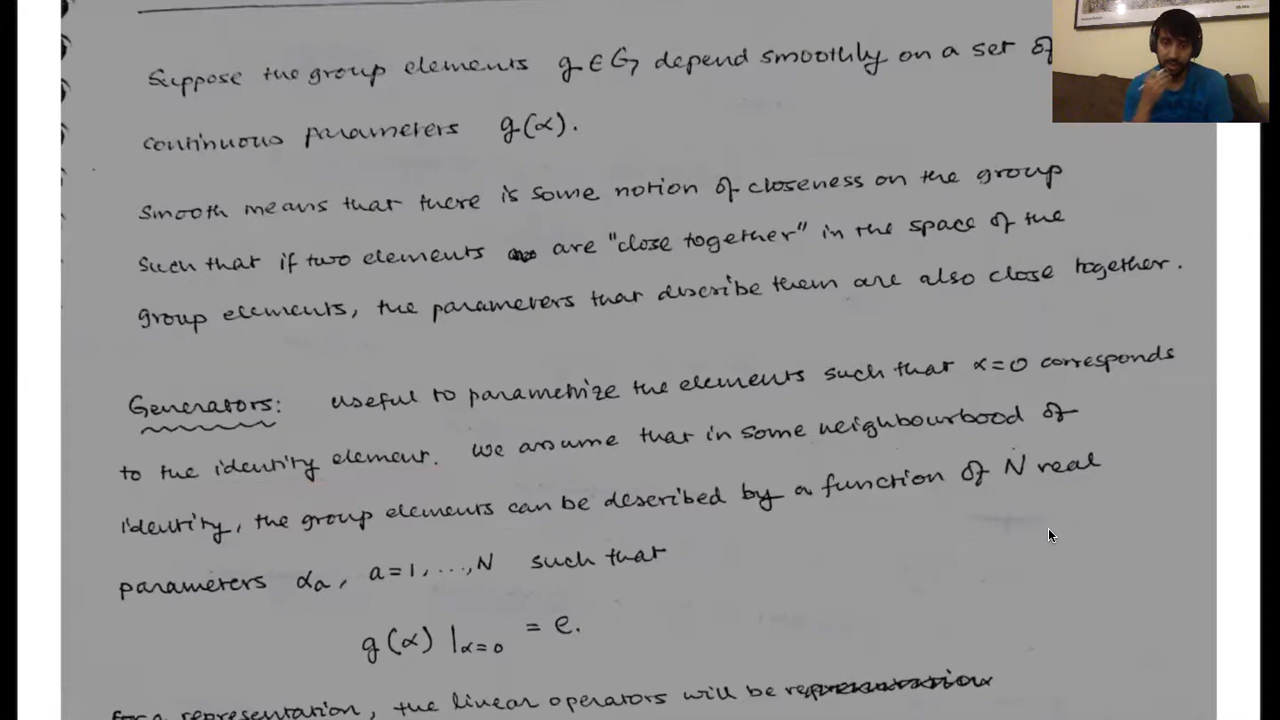 Suppose the group elements g ∈ G, depend smoothly on a set of
continuous parameters g(α).
Smooth means that there is some notion of closeness on the group
such that if two elements are "close together" in the space of the
group elements, the parameters that describe them are also close together.
Generators: Useful to parametrize the elements such that α=0 corresponds
to the identity element. We assume that in some neighbourbood of
identity, the group elements can be described by a function of N real
parameters αₐ, a=1,...,N such that
g(α)|α=0 = e.
For a representation, the linear operators will be representation